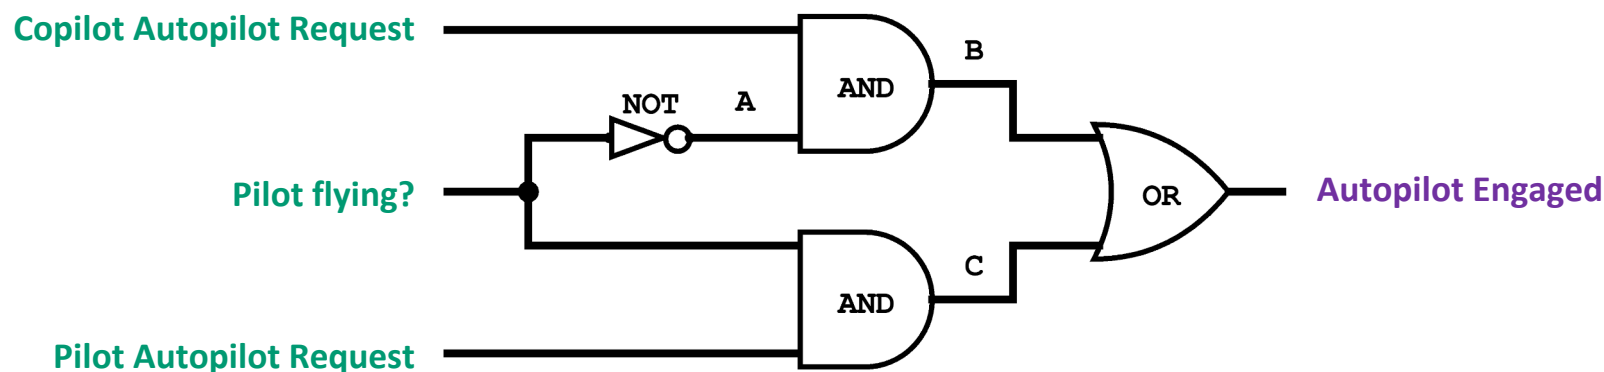 Copilot Autopilot Request
B
AND
NOT
A
Pilot flying?
OR
Autopilot Engaged
C
AND
Pilot Autopilot Request